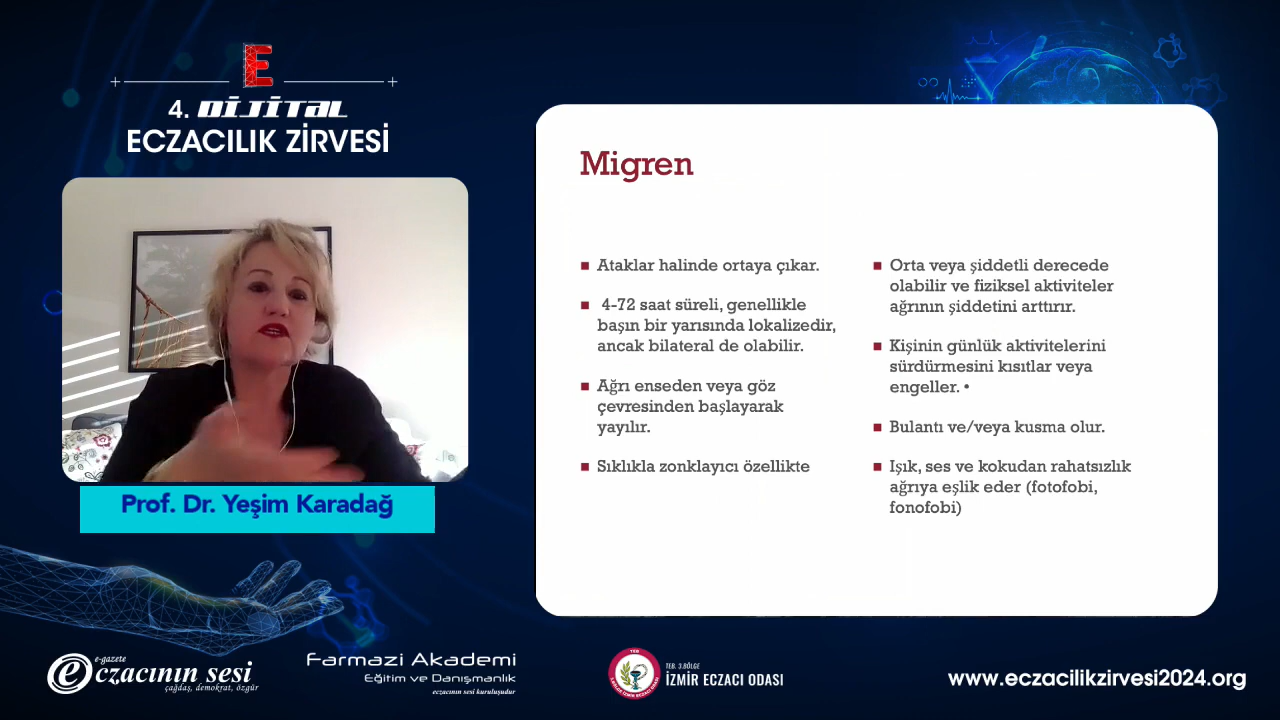 E
4. DİJİTAL
ECZACILIK ZİRVESİ
Prof. Dr. Yeşim Karadağ
Migren
Ataklar halinde ortaya çıkar.
4-72 saat süreli, genellikle
başın bir yarısında lokalizedir,
ancak bilateral de olabilir.
Ağrı enseden veya göz
çevresinden başlayarak
yayılır.
Sıklıkla zonklayıcı özellikte
Orta veya şiddetli derecede
olabilir ve fiziksel aktiviteler
ağrının şiddetini arttırır.
Kişinin günlük aktivitelerini
sürdürmesini kısıtlar veya
engeller. •
Bulantı ve/veya kusma olur.
Işık, ses ve kokudan rahatsızlık
ağrıya eşlik eder (fotofobi,
fonofobi)
e-gazete
eczacının sesi
çağdaş, demokrat, özgür
Farmazi Akademi
Eğitim ve Danışmanlık
eczacının sesi kuruluşudur
TEB. 3.BÖLGE
İZMİR ECZACI ODASI
www.eczacilikzirvesi2024.org